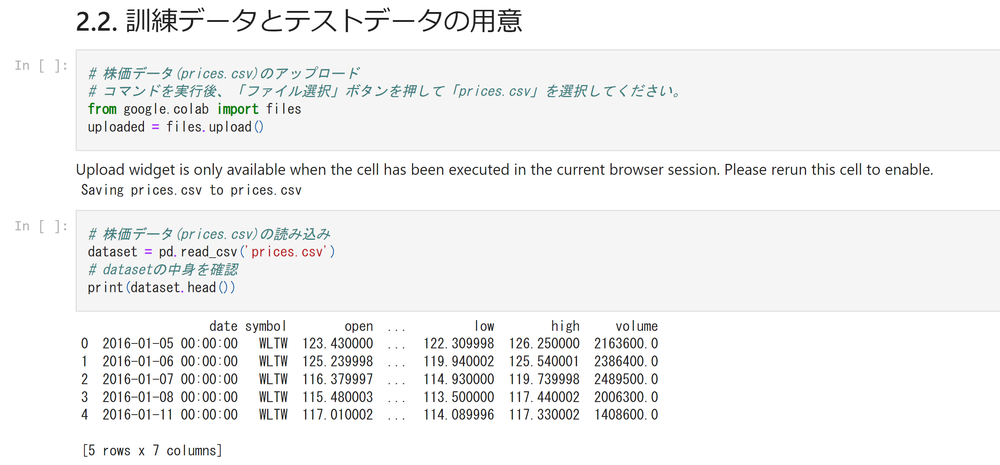 2.2. 訓練データとテストデータの用意
In [ ]:
# 株価データ(prices.csv)のアップロード
# コマンドを実行後、「ファイル選択」ボタンを押して「prices.csv」を選択してください。
from google.colab import files
uploaded = files.upload()
Upload widget is only available when the cell has been executed in the current browser session. Please rerun this cell to enable.
Saving prices.csv to prices.csv
In [ ]:
# 株価データ(prices.csv)の読み込み
dataset = pd.read_csv('prices.csv')
# datasetの中身を確認
print(dataset.head())
date symbol open ... low high volume
0 2016-01-05 00:00:00 WLTW 123.430000 ... 122.309998 126.250000 2163600.0
1 2016-01-06 00:00:00 WLTW 125.239998 ... 119.940002 125.540001 2386400.0
2 2016-01-07 00:00:00 WLTW 116.379997 ... 114.930000 119.739998 2489500.0
3 2016-01-08 00:00:00 WLTW 115.480003 ... 113.500000 117.440002 2006300.0
4 2016-01-11 00:00:00 WLTW 117.010002 ... 114.089996 117.330002 1408600.0
[5 rows x 7 columns]